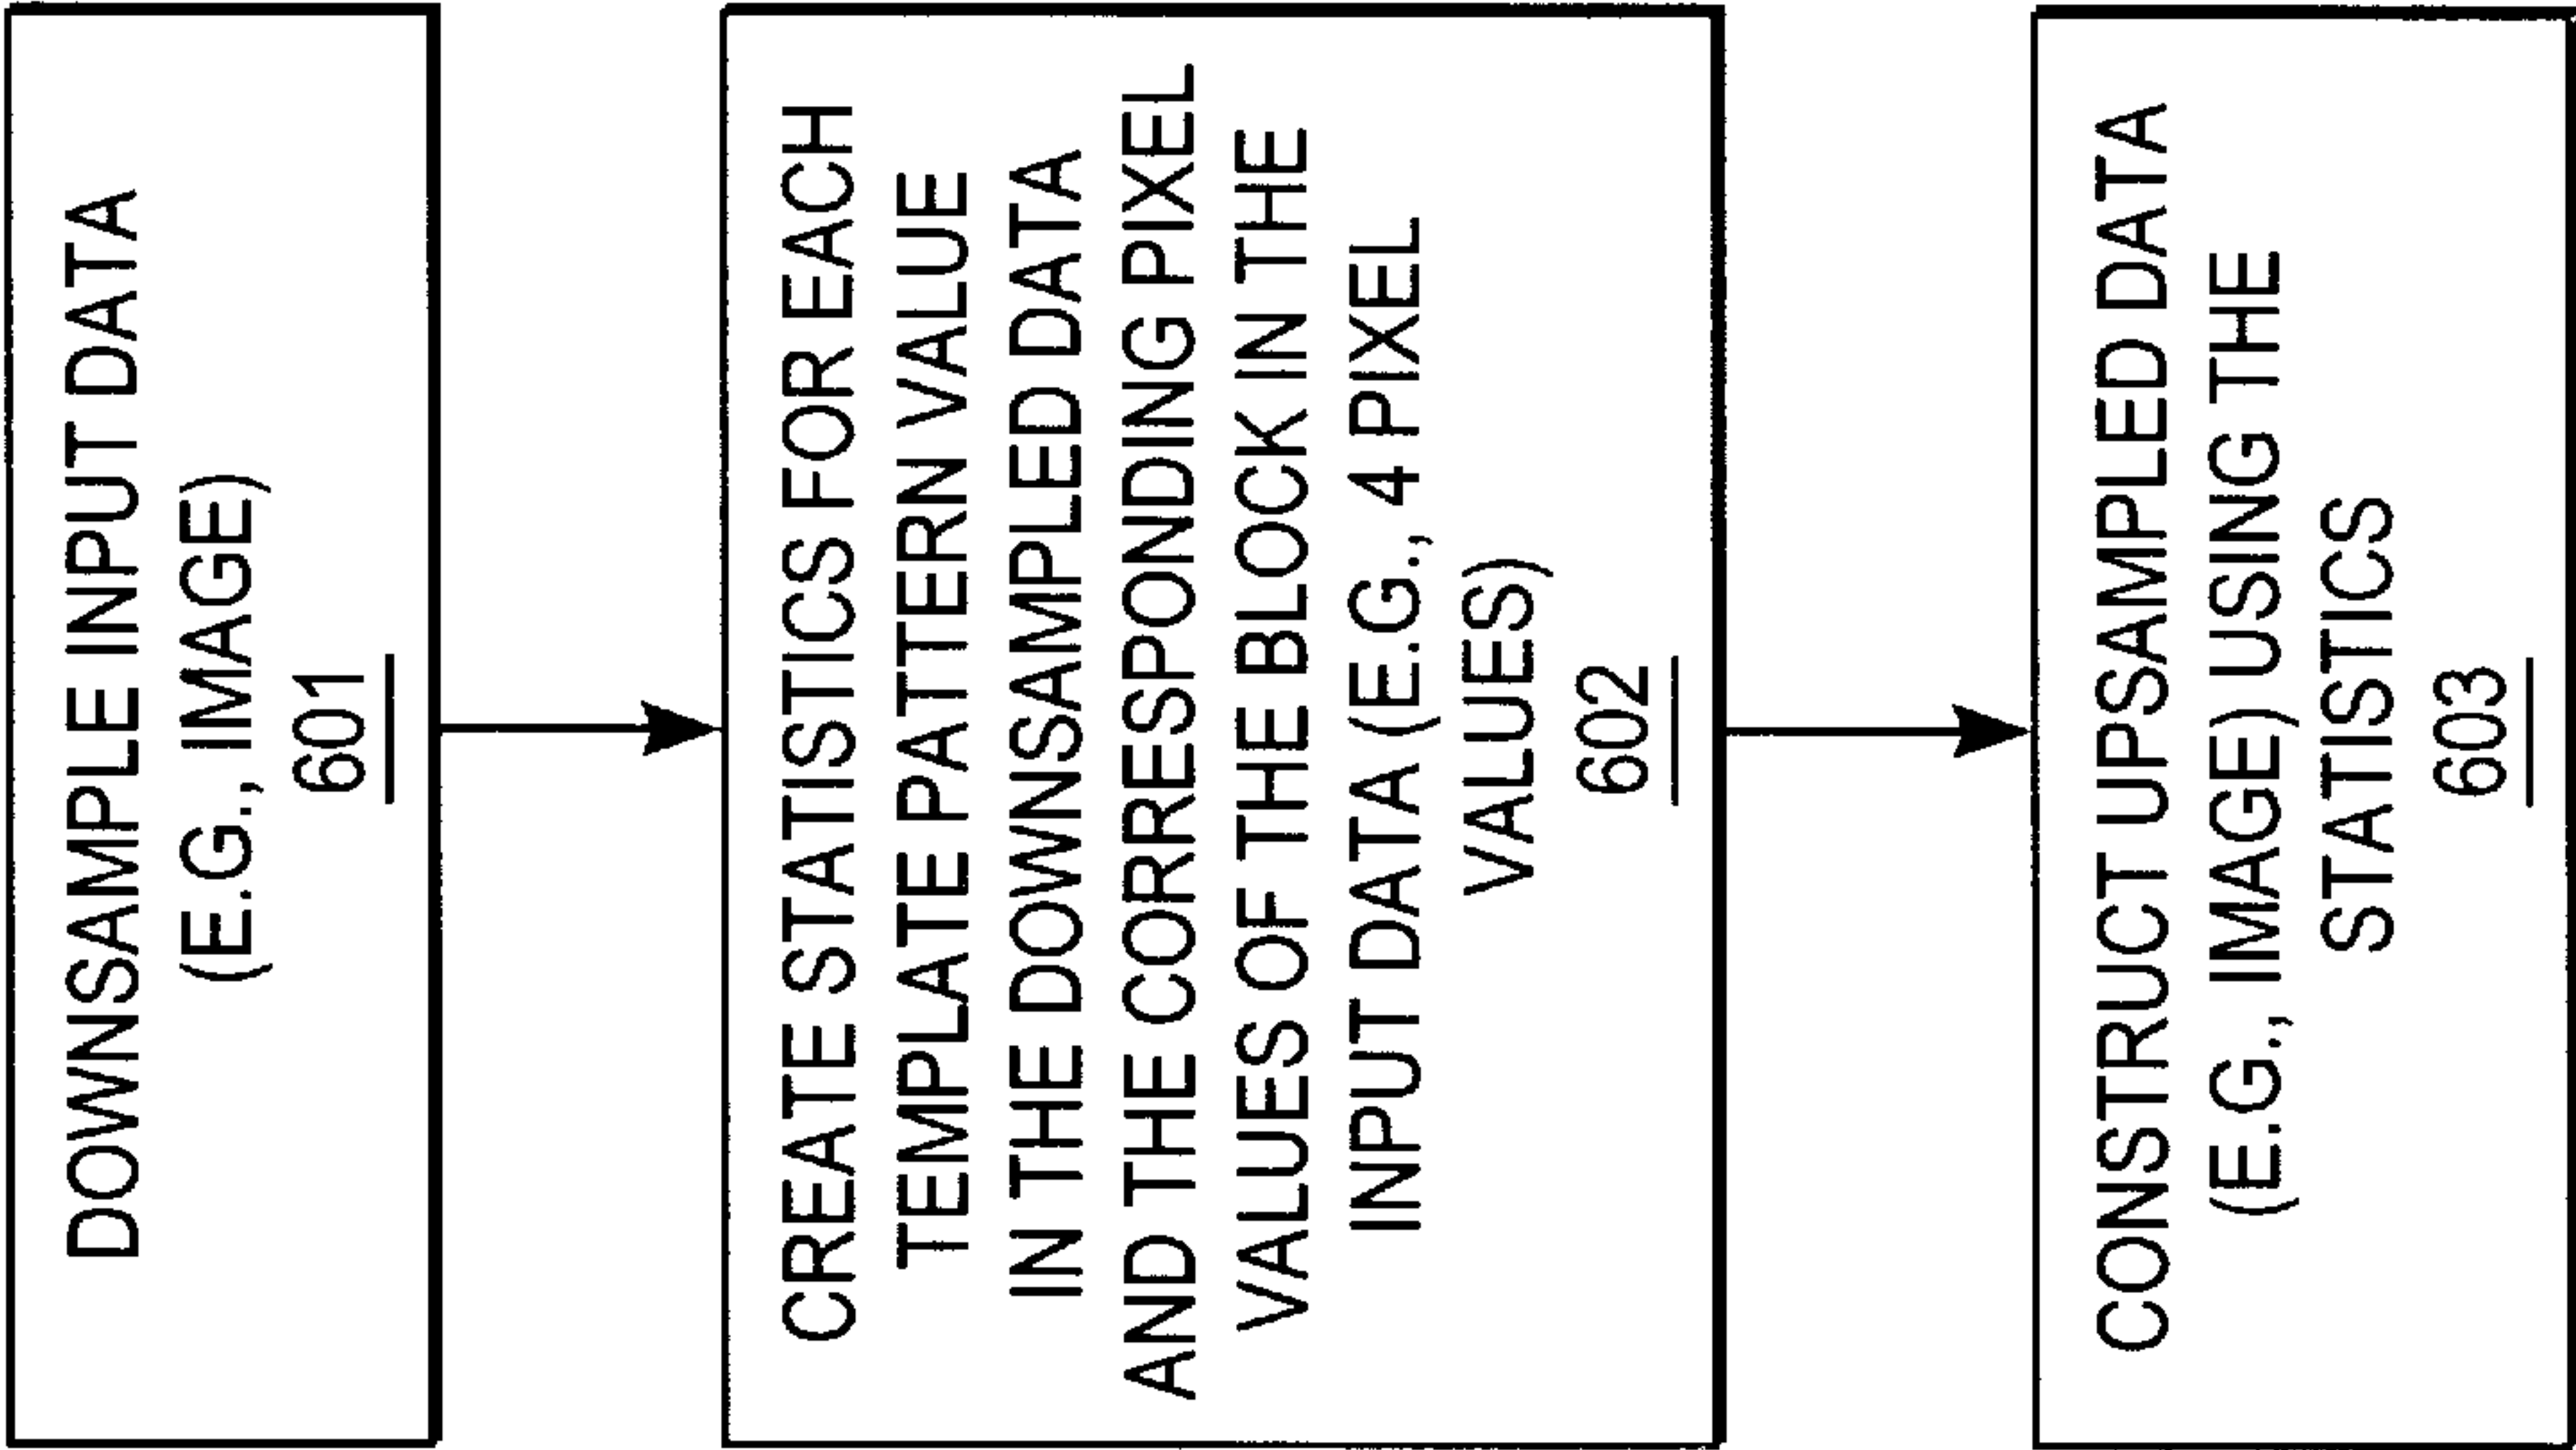 DOWNSAMPLE INPUT DATA
(E.G., IMAGE)
601
CREATE STATISTICS FOR EACH
TEMPLATE PATTERN VALUE
IN THE DOWNSAMPLED DATA
AND THE CORRESPONDING PIXEL
VALUES OF THE BLOCK IN THE
INPUT DATA (E.G., 4 PIXEL
VALUES)
602
CONSTRUCT UPSAMPLED DATA
(E.G., IMAGE) USING THE
STATISTICS
603